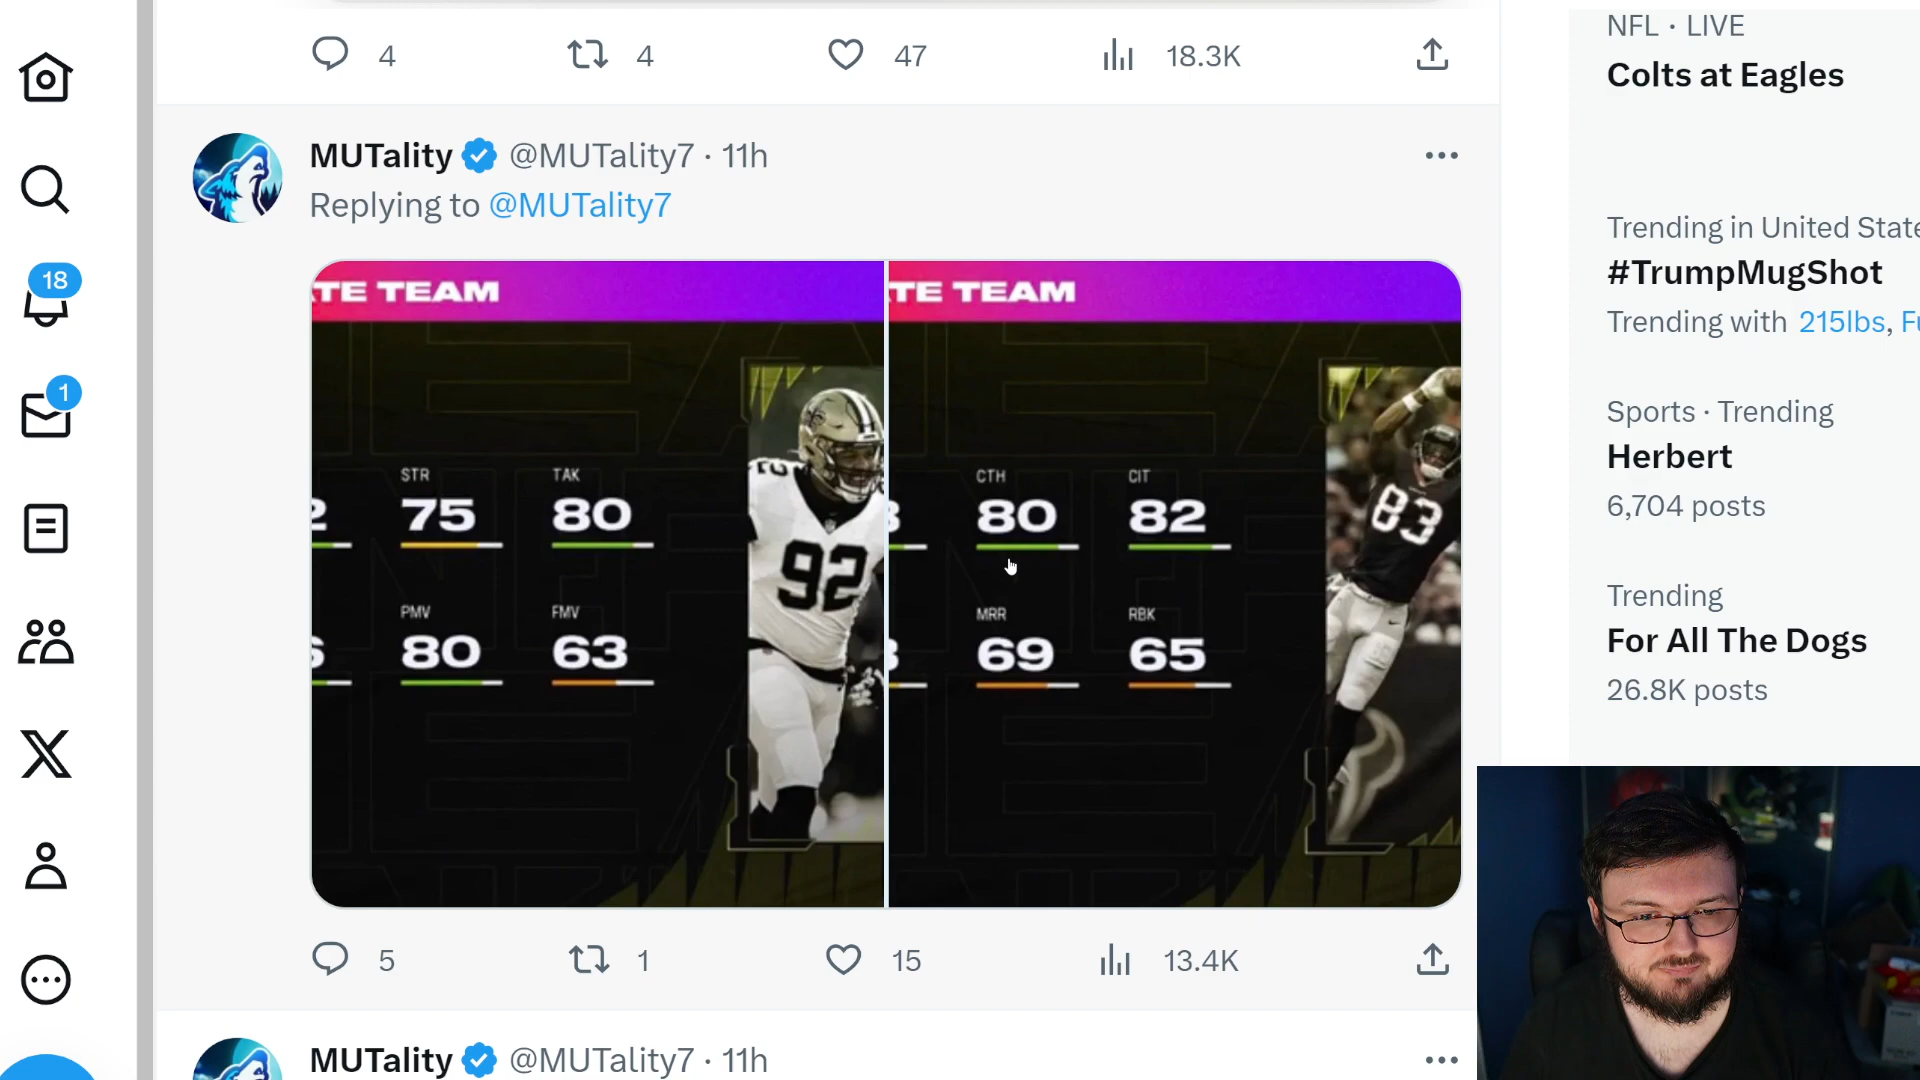 4 4 47 18.3K
MUTality @MUTality7 · 11h
Replying to @MUTality7
TE TEAM
STR TAK
75 80
PMV FMV
80 63
92
TE TEAM
CTH CIT
80 82
MRR RBK
69 65
83
5 1 15 13.4K
MUTality @MUTality7 · 11h
18
1
NFL · LIVE
Colts at Eagles
Trending in United State
#TrumpMugShot
Trending with 215lbs, Fu
Sports · Trending
Herbert
6,704 posts
Trending
For All The Dogs
26.8K posts